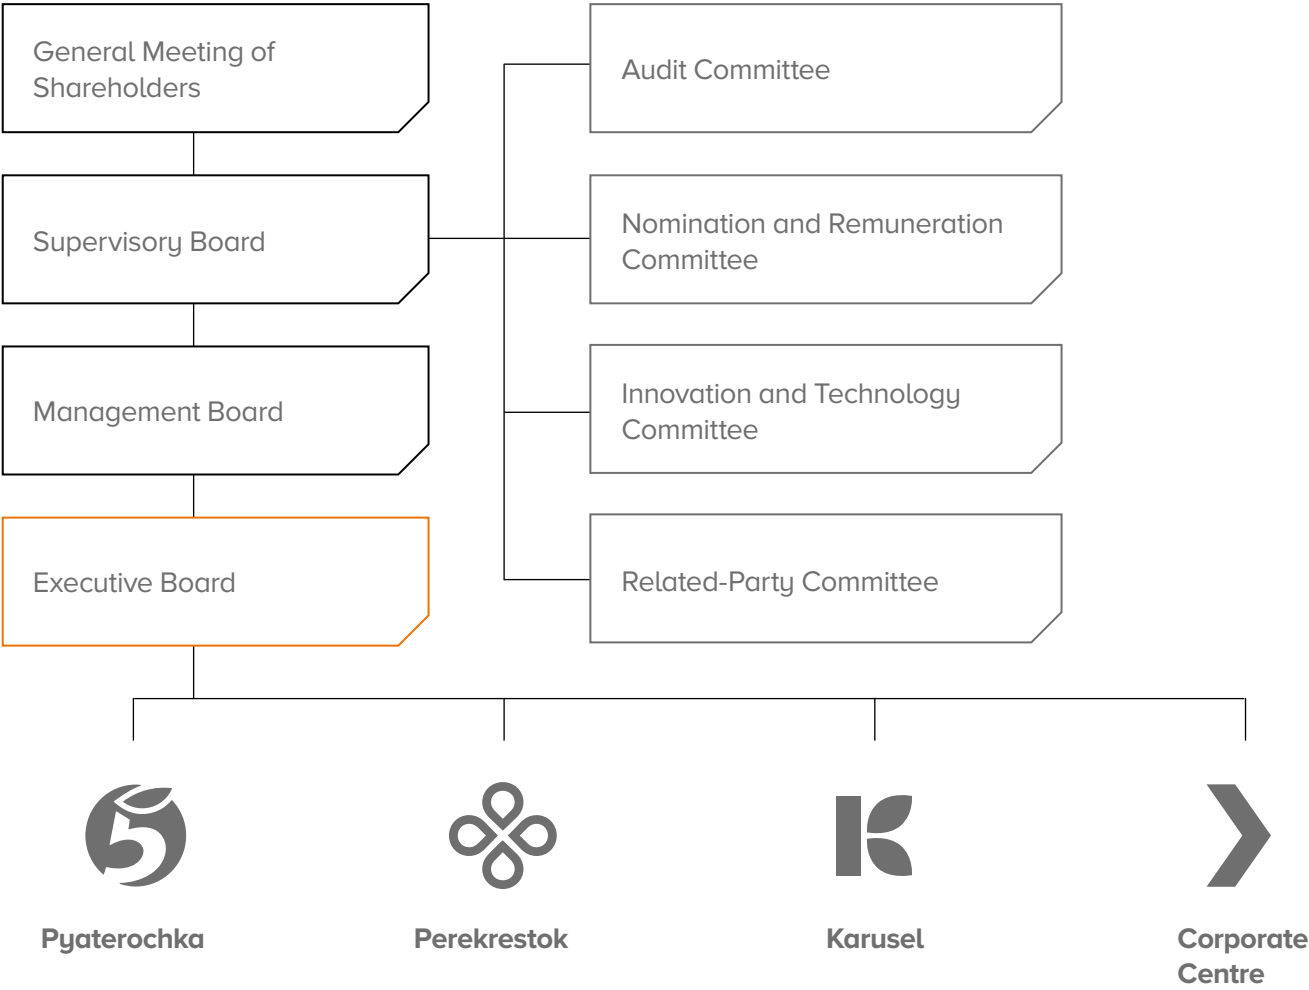 General Meeting of
Shareholders
Audit Committee
Supervisory Board
Nomination and Remuneration
Committee
Management Board
Innovation and Technology
Committee
Executive Board
Related-Party Committee
5
Pyaterochka
Perekrestok
K
Karusel
Corporate
Centre